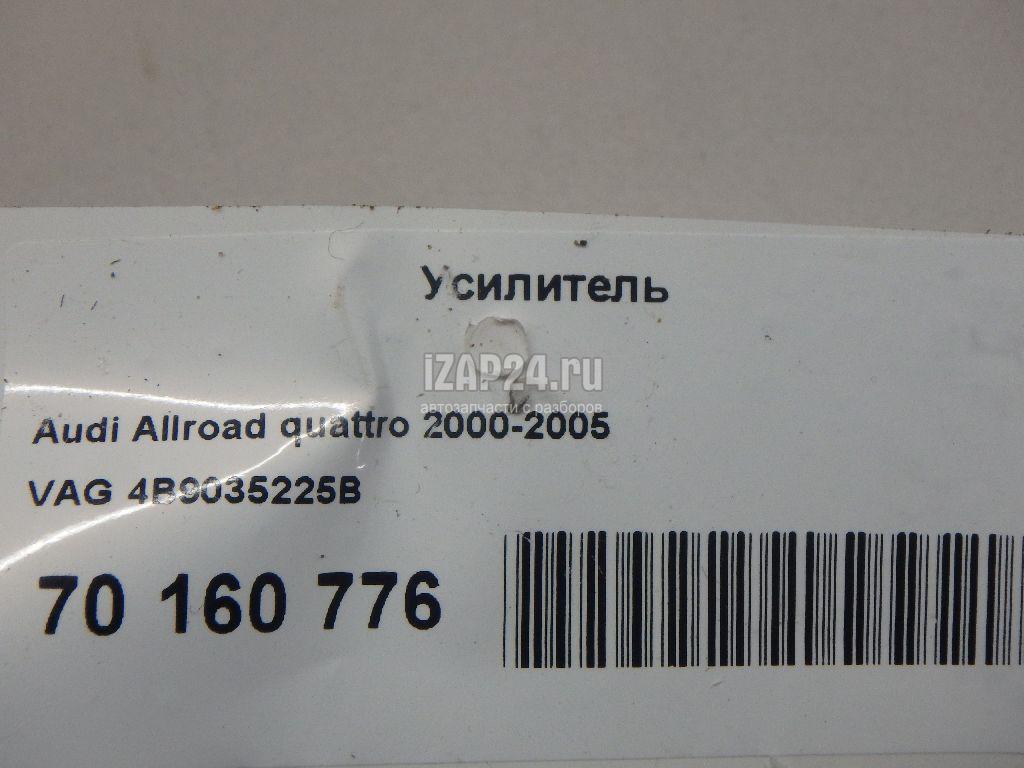 Усилитель
iZAP24.ru
автозапчасти с разборов
Audi Allroad quattro 2000-2005
VAG 4B9035225B
70 160 776